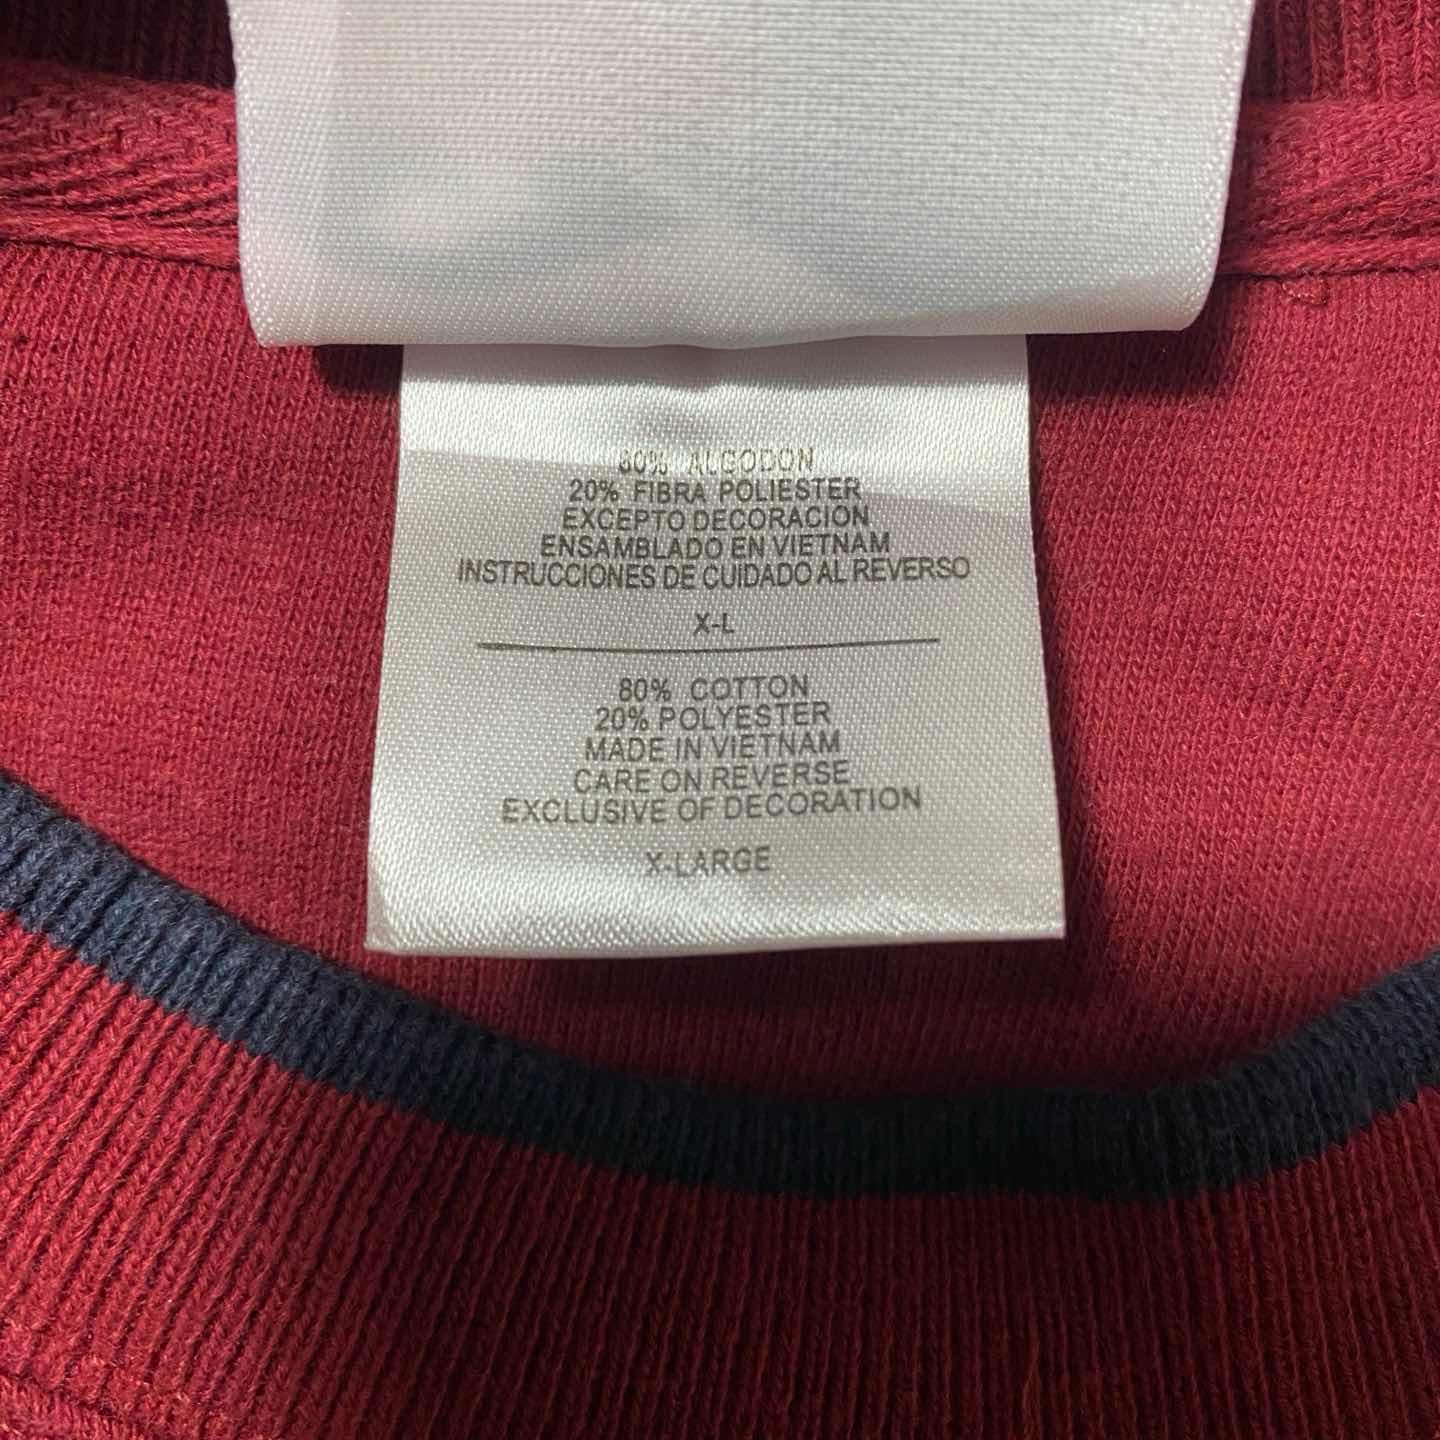 80% ALGODON
20% FIBRA POLIESTER
EXCEPTO DECORACION
ENSAMBLADO EN VIETNAM
INSTRUCCIONES DE CUIDADO AL REVERSO
X-L
80% COTTON
20% POLYESTER
MADE IN VIETNAM
CARE ON REVERSE
EXCLUSIVE OF DECORATION
X-LARGE